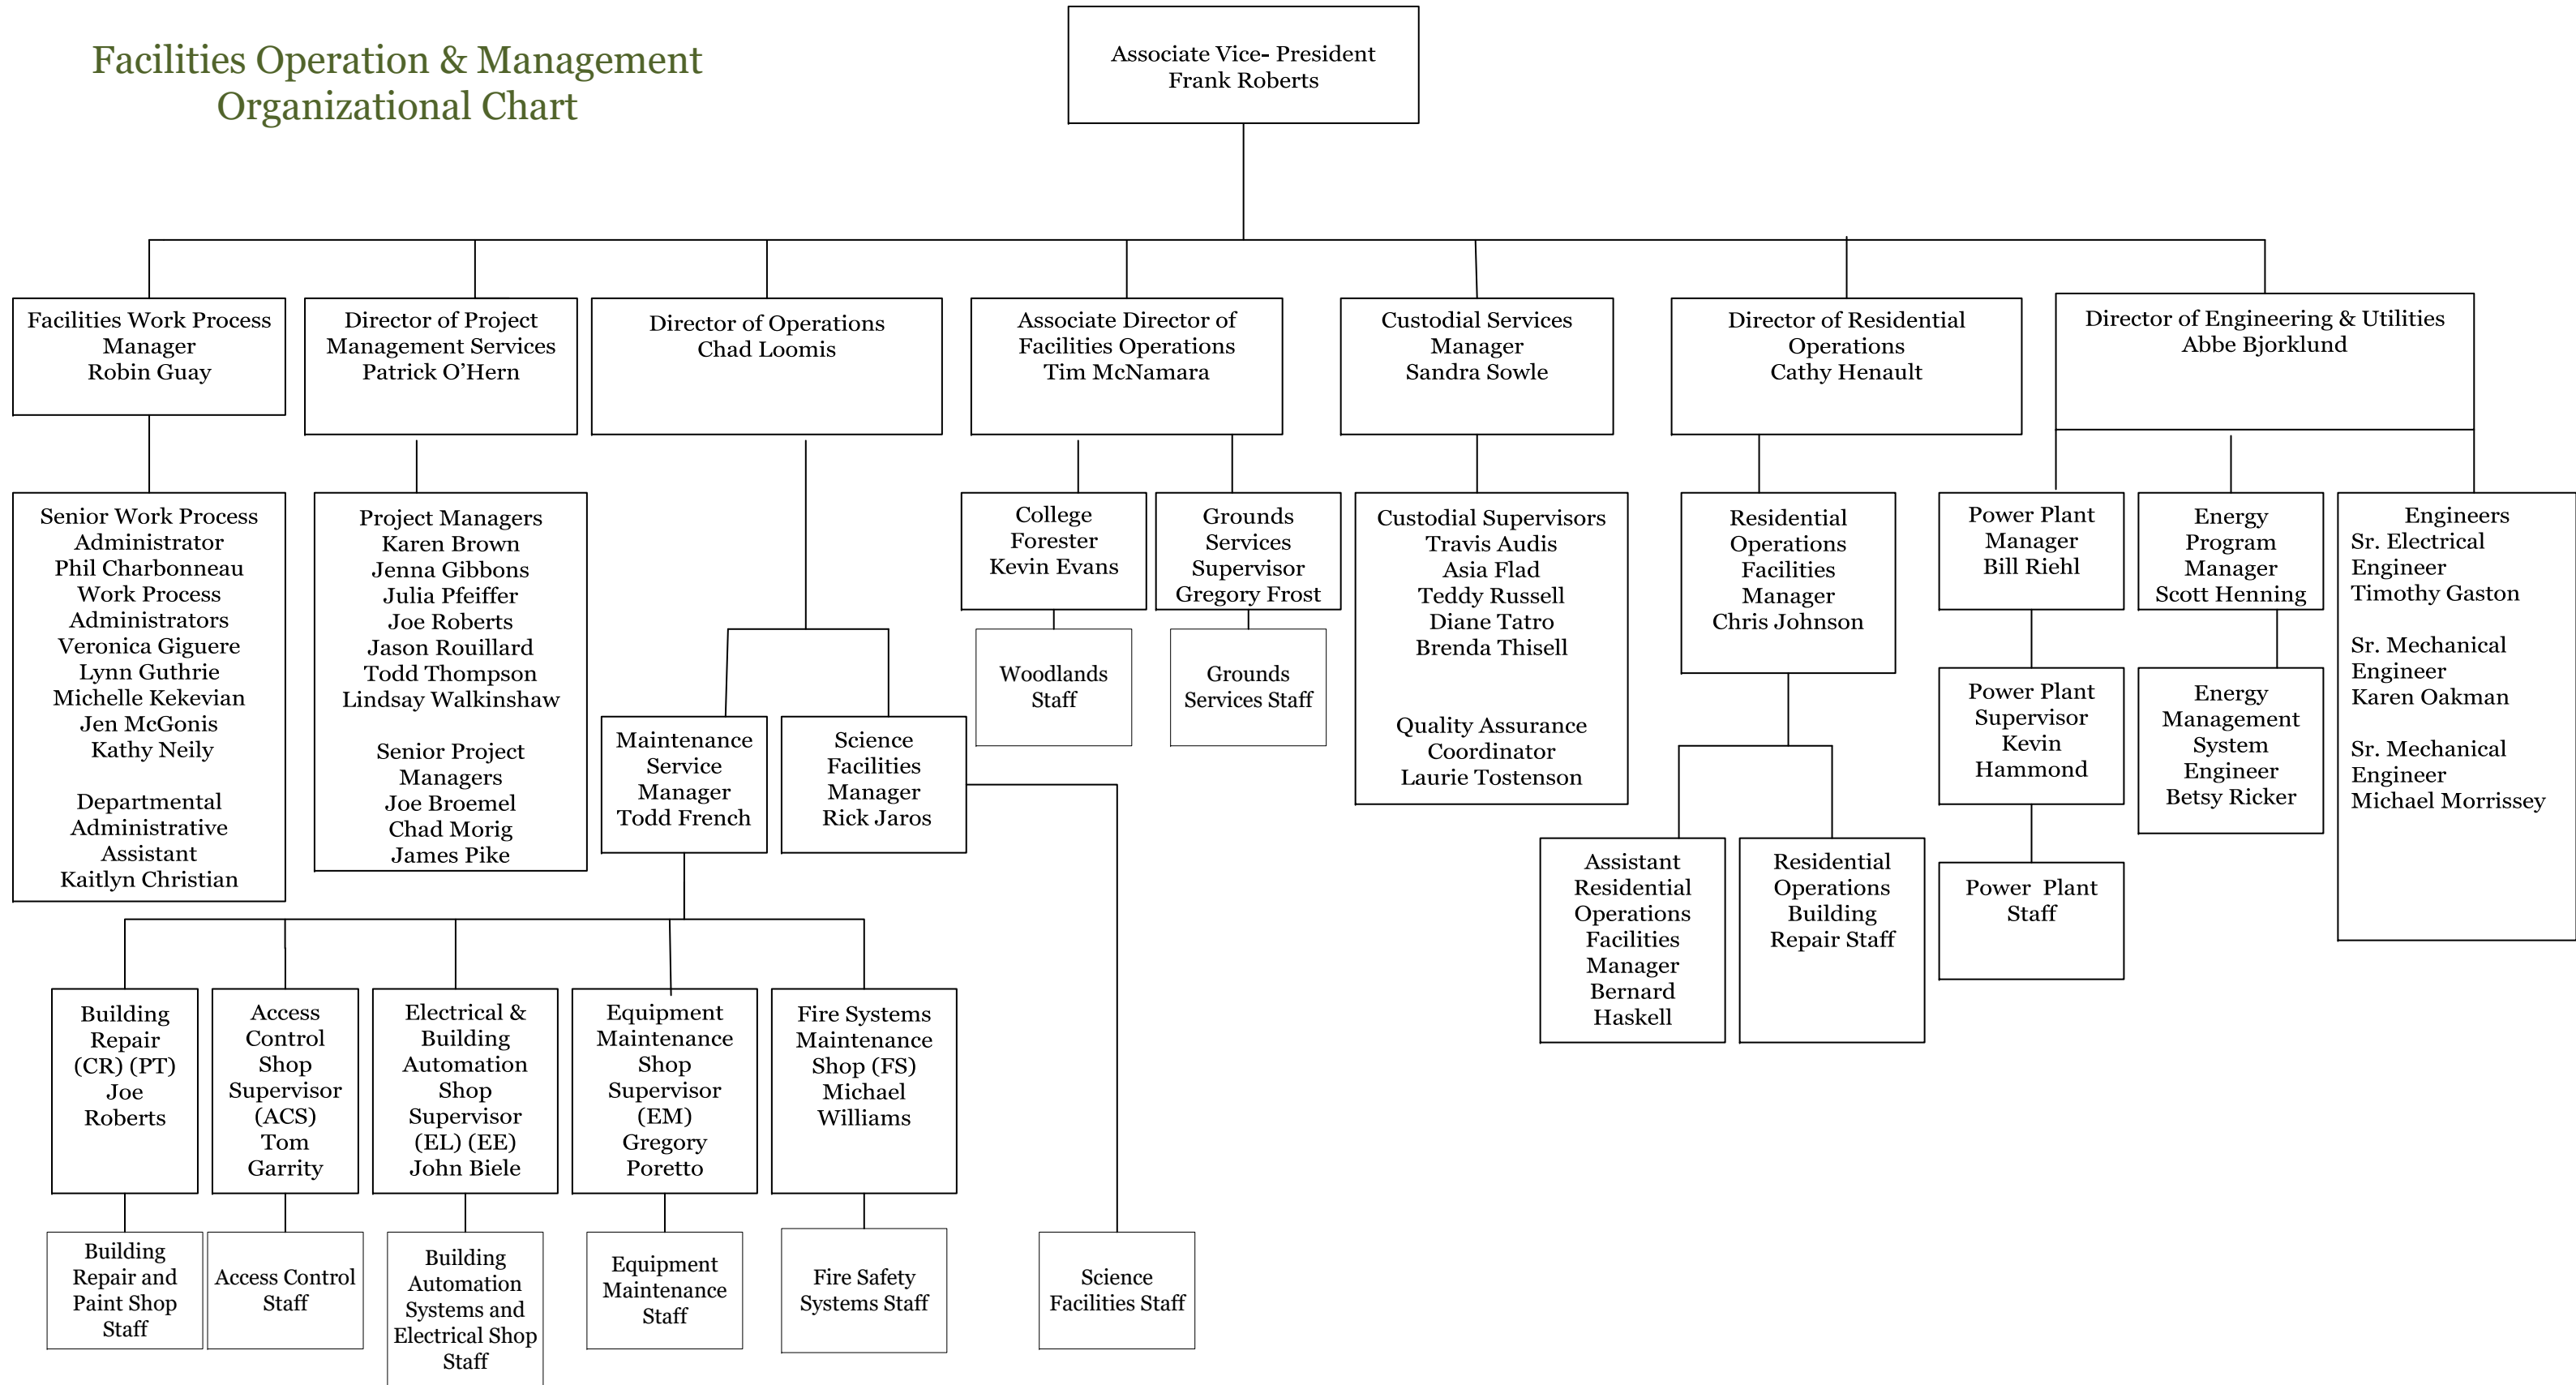 Facilities Operation & Management
Organizational Chart
Associate Vice- President
Frank Roberts
Facilities Work Process
Manager
Robin Guay
Director of Project
Management Services
Patrick O’Hern
Director of Operations
Chad Loomis
Associate Director of
Facilities Operations
Tim McNamara
Custodial Services
Manager
Sandra Sowle
Director of Residential
Operations
Cathy Henault
Director of Engineering & Utilities
Abbe Bjorklund
Senior Work Process
Administrator
Phil Charbonneau
Work Process
Administrators
Veronica Giguere
Lynn Guthrie
Michelle Kekevian
Jen McGonis
Kathy Neily
Departmental
Administrative
Assistant
Kaitlyn Christian
Project Managers
Karen Brown
Jenna Gibbons
Julia Pfeiffer
Joe Roberts
Jason Rouillard
Todd Thompson
Lindsay Walkinshaw
Senior Project
Managers
Joe Broemel
Chad Morig
James Pike
Maintenance
Service
Manager
Todd French
Science
Facilities
Manager
Rick Jaros
College
Forester
Kevin Evans
Grounds
Services
Supervisor
Gregory Frost
Woodlands
Staff
Grounds
Services Staff
Custodial Supervisors
Travis Audis
Asia Flad
Teddy Russell
Diane Tatro
Brenda Thisell
Quality Assurance
Coordinator
Laurie Tostenson
Residential
Operations
Facilities
Manager
Chris Johnson
Assistant
Residential
Operations
Facilities
Manager
Bernard
Haskell
Residential
Operations
Building
Repair Staff
Power Plant
Manager
Bill Riehl
Power Plant
Supervisor
Kevin
Hammond
Power Plant
Staff
Energy
Program
Manager
Scott Henning
Energy
Management
System
Engineer
Betsy Ricker
Engineers
Sr. Electrical
Engineer
Timothy Gaston
Sr. Mechanical
Engineer
Karen Oakman
Sr. Mechanical
Engineer
Michael Morrissey
Building
Repair
(CR) (PT)
Joe
Roberts
Access
Control
Shop
Supervisor
(ACS)
Tom
Garrity
Electrical &
Building
Automation
Shop
Supervisor
(EL) (EE)
John Biele
Equipment
Maintenance
Shop
Supervisor
(EM)
Gregory
Poretto
Fire Systems
Maintenance
Shop (FS)
Michael
Williams
Building
Repair and
Paint Shop
Staff
Access Control
Staff
Building
Automation
Systems and
Electrical Shop
Staff
Equipment
Maintenance
Staff
Fire Safety
Systems Staff
Science
Facilities Staff